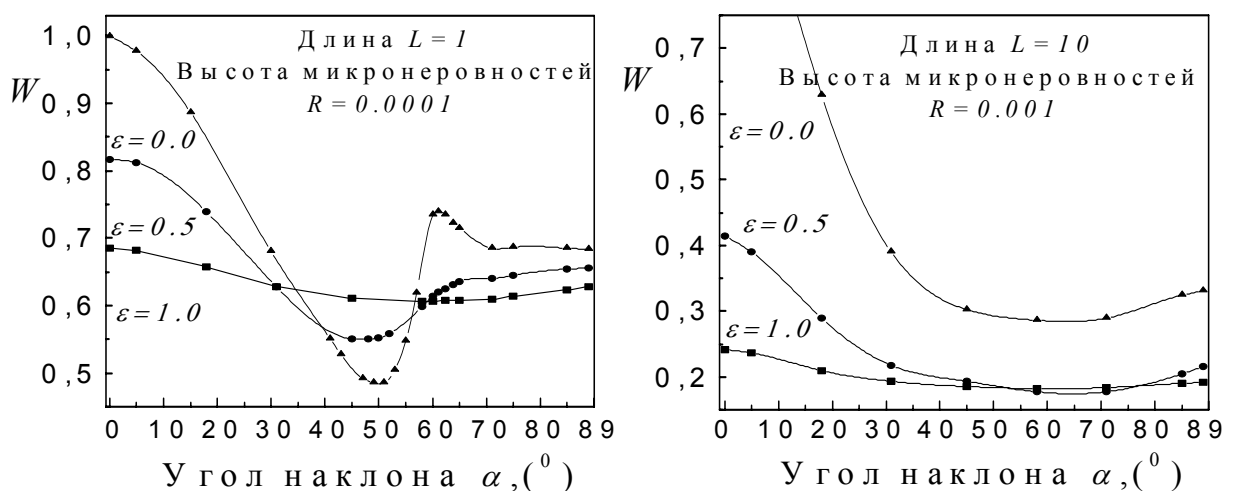 Длина L=1
Высота микронеровностей
R=0.0001
W
1,0
0,9
0,8
0,7
0,6
0,5
ε=0.0
ε=0.5
ε=1.0
0 10 20 30 40 50 60 70 80 89
Угол наклона α,(⁰)
Длина L=10
Высота микронеровностей
R=0.001
W
0,7
0,6
0,5
0,4
0,3
0,2
ε=0.0
ε=0.5
ε=1.0
0 10 20 30 40 50 60 70 80 89
Угол наклона α,(⁰)